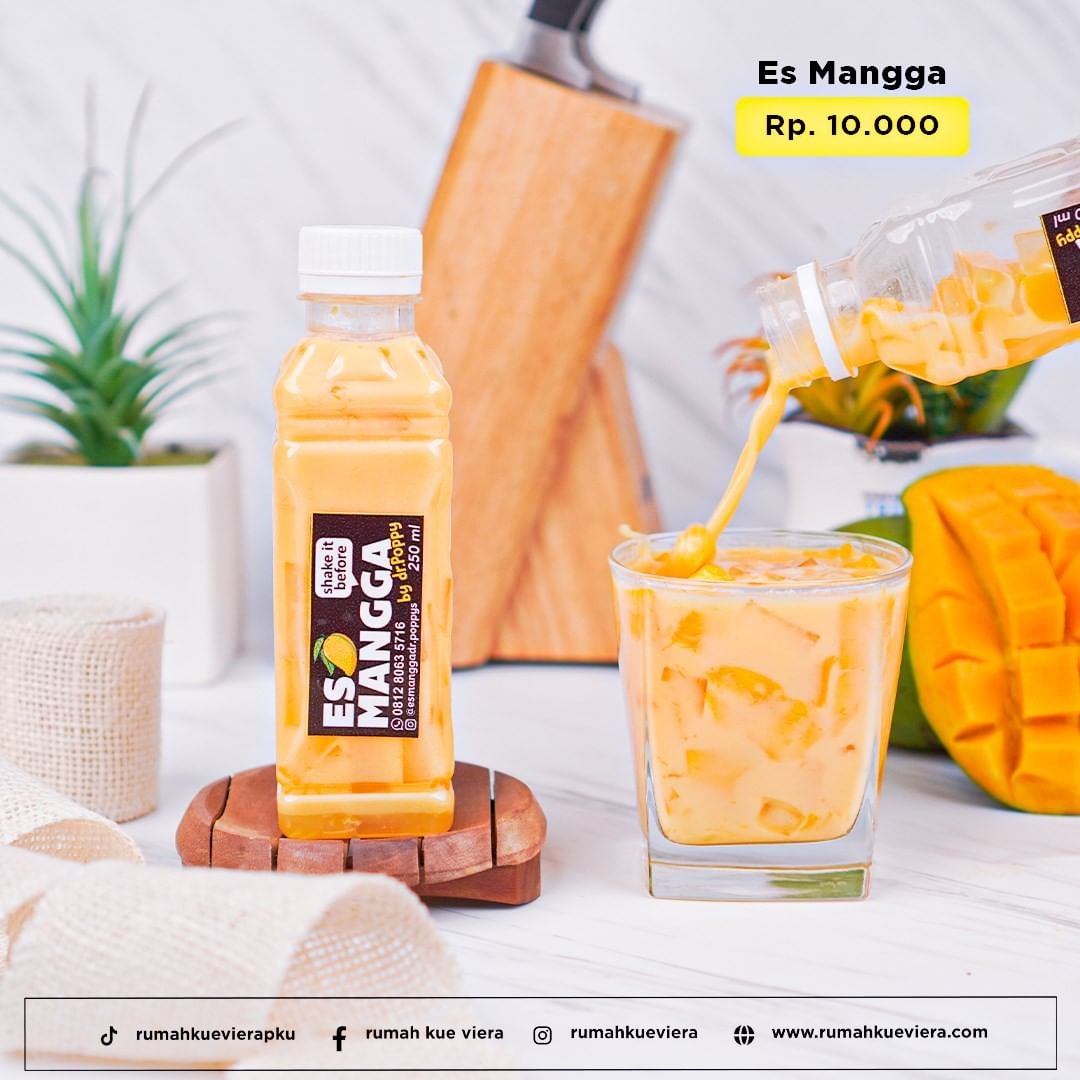 Es Mangga
Rp. 10.000
shake it
before
ES
MANGGA
by dr.Poppy
250 ml
0812 8063 5716
@esmanggadr.poppys
ml
rumahkuevierapku
rumah kue viera
rumahkueviera
www.rumahkueviera.com